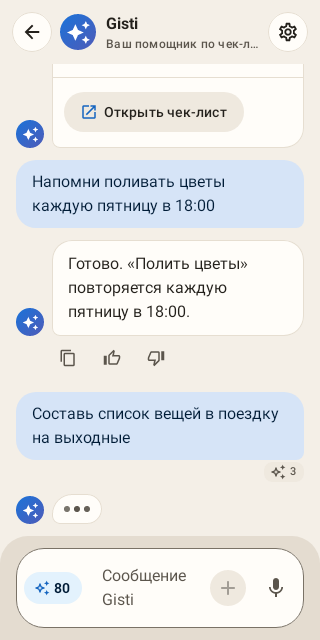 Gisti
Ваш помощник по чек-л...
Открыть чек-лист
Напомни поливать цветы
каждую пятницу в 18:00
Готово. «Полить цветы»
повторяется каждую
пятницу в 18:00.
Составь список вещей в поездку
на выходные
3
80
Сообщение
Gisti